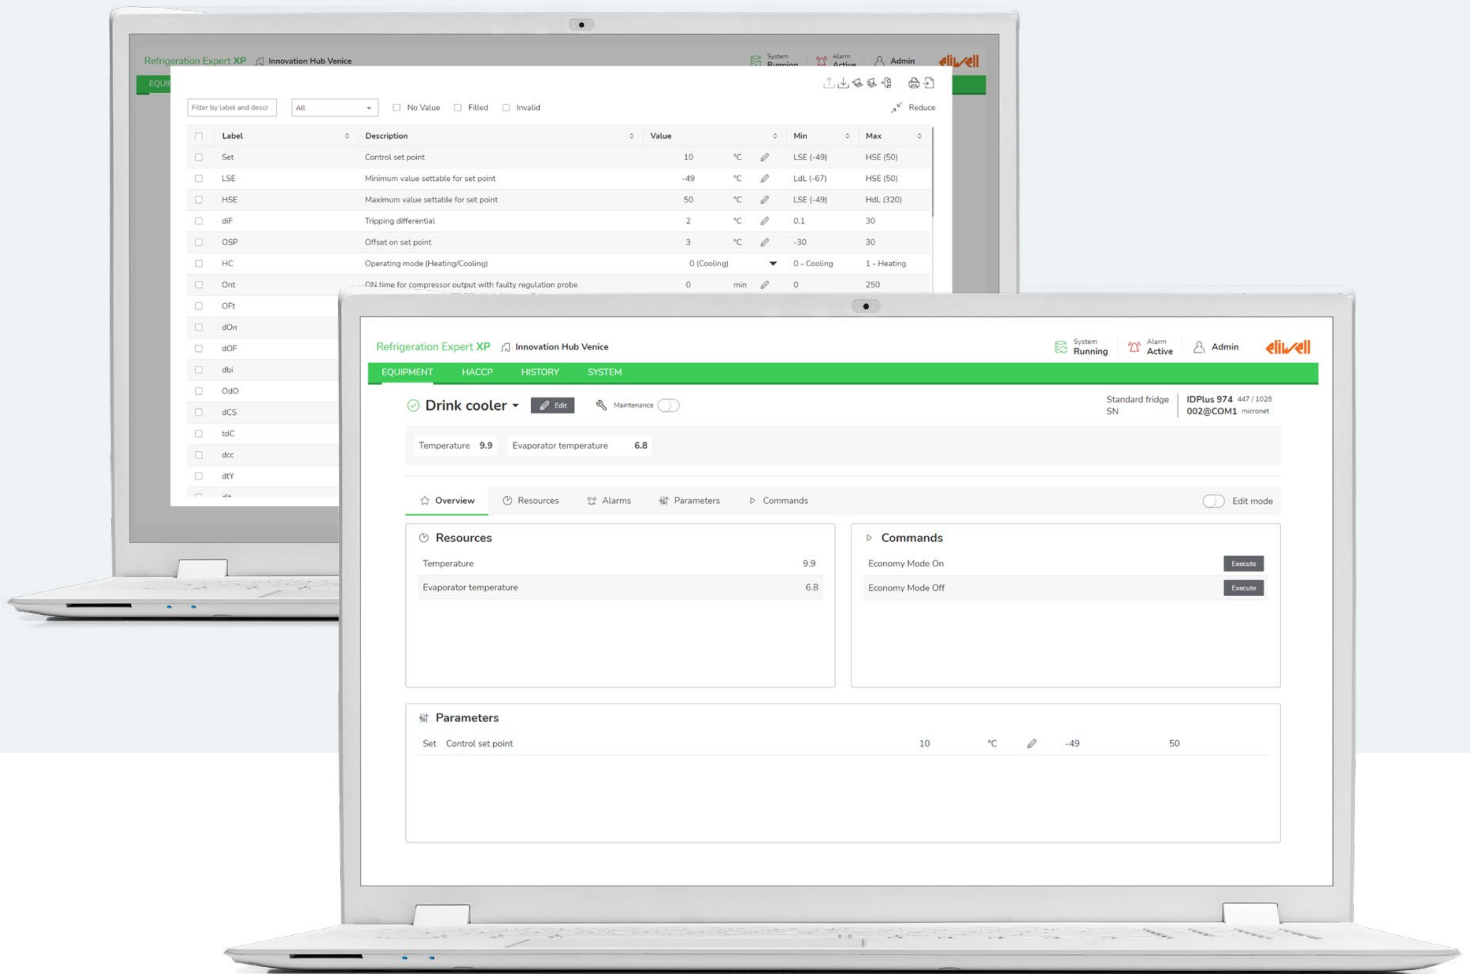 Refrigeration Expert XP Innovation Hub Venice System Running Alarm Active Admin eliwell
EQUI
Filter by label and descr All No Value Filled Invalid Reduce
Label Description Value Min Max
Set Control set point 10 °C LSE (-49) HSE (50)
LSE Minimum value settable for set point -49 °C LdL (-67) HSE (50)
HSE Maximum value settable for set point 50 °C LSE (-49) HdL (320)
diF Tripping differential 2 °C 0.1 30
OSP Offset on set point 3 °C -30 30
HC Operating mode (Heating/Cooling) 0 (Cooling) 0 - Cooling 1 - Heating
Ont ON time for compressor output with faulty regulation probe 0 min 0 250
OFt
dOn
dOF
dbi
OdO
dCS
tdC
dcc
dtY
dit
Refrigeration Expert XP Innovation Hub Venice System Running Alarm Active Admin eliwell
EQUIPMENT HACCP HISTORY SYSTEM
Drink cooler Edit Maintenance Standard fridge IDPlus 974 447 / 1028
SN 002@COM1 micronet
Temperature 9.9 Evaporator temperature 6.8
Overview Resources Alarms Parameters Commands Edit mode
Resources Commands
Temperature 9.9 Economy Mode On Execute
Evaporator temperature 6.8 Economy Mode Off Execute
Parameters
Set Control set point 10 °C -49 50